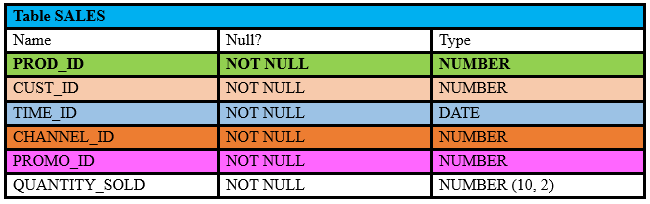 Table SALES
Name Null? Type
PROD_ID NOT NULL NUMBER
CUST_ID NOT NULL NUMBER
TIME_ID NOT NULL DATE
CHANNEL_ID NOT NULL NUMBER
PROMO_ID NOT NULL NUMBER
QUANTITY_SOLD NOT NULL NUMBER (10, 2)